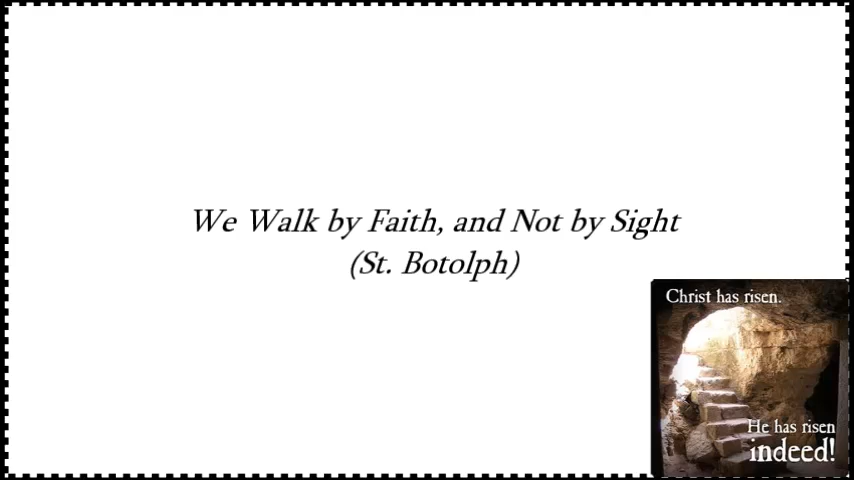 We Walk by Faith, and Not by Sight
(St. Botolph)
Christ has risen.
He has risen
indeed!